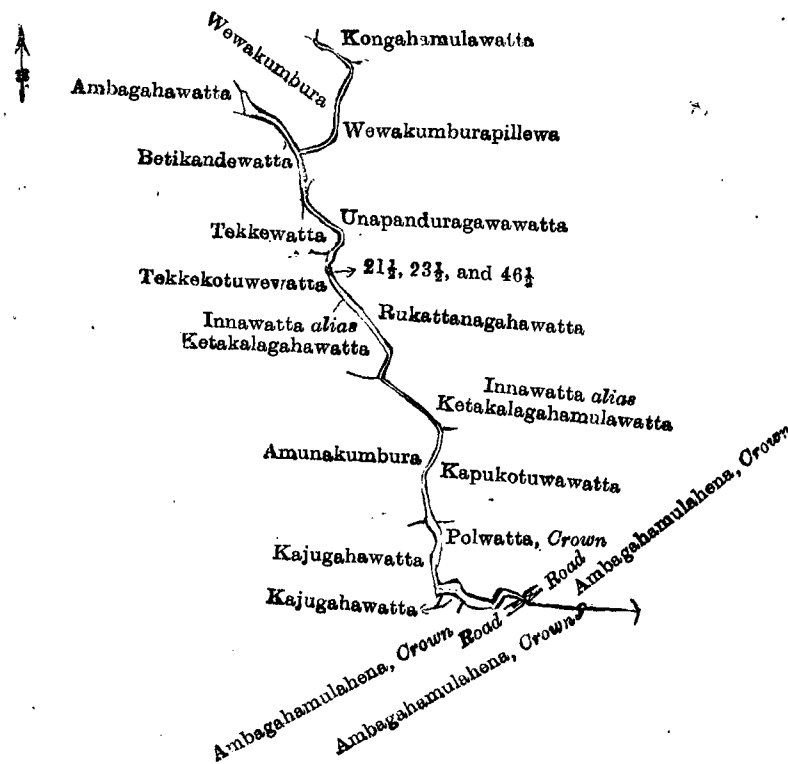 Wewakumbura
Kongahamulawatta
Ambagahawatta
Wewakumburapillewa
Betikandewatta
Unapanduragawawatta
Tekkewatta
21½, 23½, and 46½
Tekkekotuwewatta
Rukattanagahawatta
Innawatta alias
Ketakalagahawatta
Innawatta alias
Ketakalagahamulawatta
Amunakumbura
Kapukotuwawatta
Ambagahamulahena, Crown
Polwatta, Crown
Kajugahawatta
Road
Kajugahawatta
Road
Ambagahamulahena, Crown
Ambagahamulahena, Crown